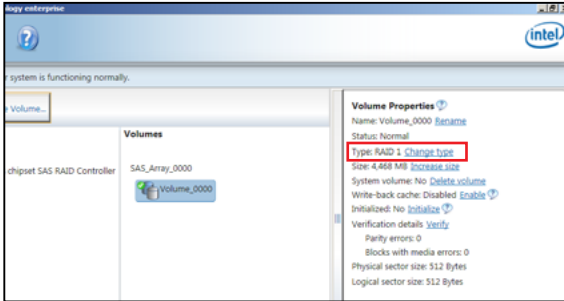 ology enterprise
intel
r system is functioning normally.
e Volume...
Volumes
chipset SAS RAID Controller
SAS_Array_0000
Volume_0000
Volume Properties
Name: Volume_0000 Rename
Status: Normal
Type: RAID 1 Change type
Size: 4,468 MB Increase size
System volume: No Delete volume
Write-back cache: Disabled Enable
Initialized: No Initialize
Verification details Verify
Parity errors: 0
Blocks with media errors: 0
Physical sector size: 512 Bytes
Logical sector size: 512 Bytes